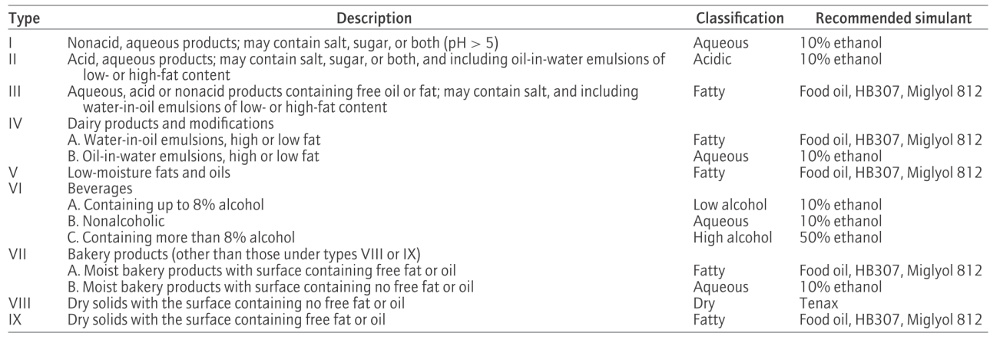 Type Description Classification Recommended simulant
I Nonacid, aqueous products; may contain salt, sugar, or both (pH > 5) Aqueous 10% ethanol
II Acid, aqueous products; may contain salt, sugar, or both, and including oil-in-water emulsions of Acidic 10% ethanol
low- or high-fat content
III Aqueous, acid or nonacid products containing free oil or fat; may contain salt, and including Fatty Food oil, HB307, Miglyol 812
water-in-oil emulsions of low- or high-fat content
IV Dairy products and modifications
A. Water-in-oil emulsions, high or low fat Fatty Food oil, HB307, Miglyol 812
B. Oil-in-water emulsions, high or low fat Aqueous 10% ethanol
V Low-moisture fats and oils Fatty Food oil, HB307, Miglyol 812
VI Beverages
A. Containing up to 8% alcohol Low alcohol 10% ethanol
B. Nonalcoholic Aqueous 10% ethanol
C. Containing more than 8% alcohol High alcohol 50% ethanol
VII Bakery products (other than those under types VIII or IX)
A. Moist bakery products with surface containing free fat or oil Fatty Food oil, HB307, Miglyol 812
B. Moist bakery products with surface containing no free fat or oil Aqueous 10% ethanol
VIII Dry solids with the surface containing no free fat or oil Dry Tenax
IX Dry solids with the surface containing free fat or oil Fatty Food oil, HB307, Miglyol 812